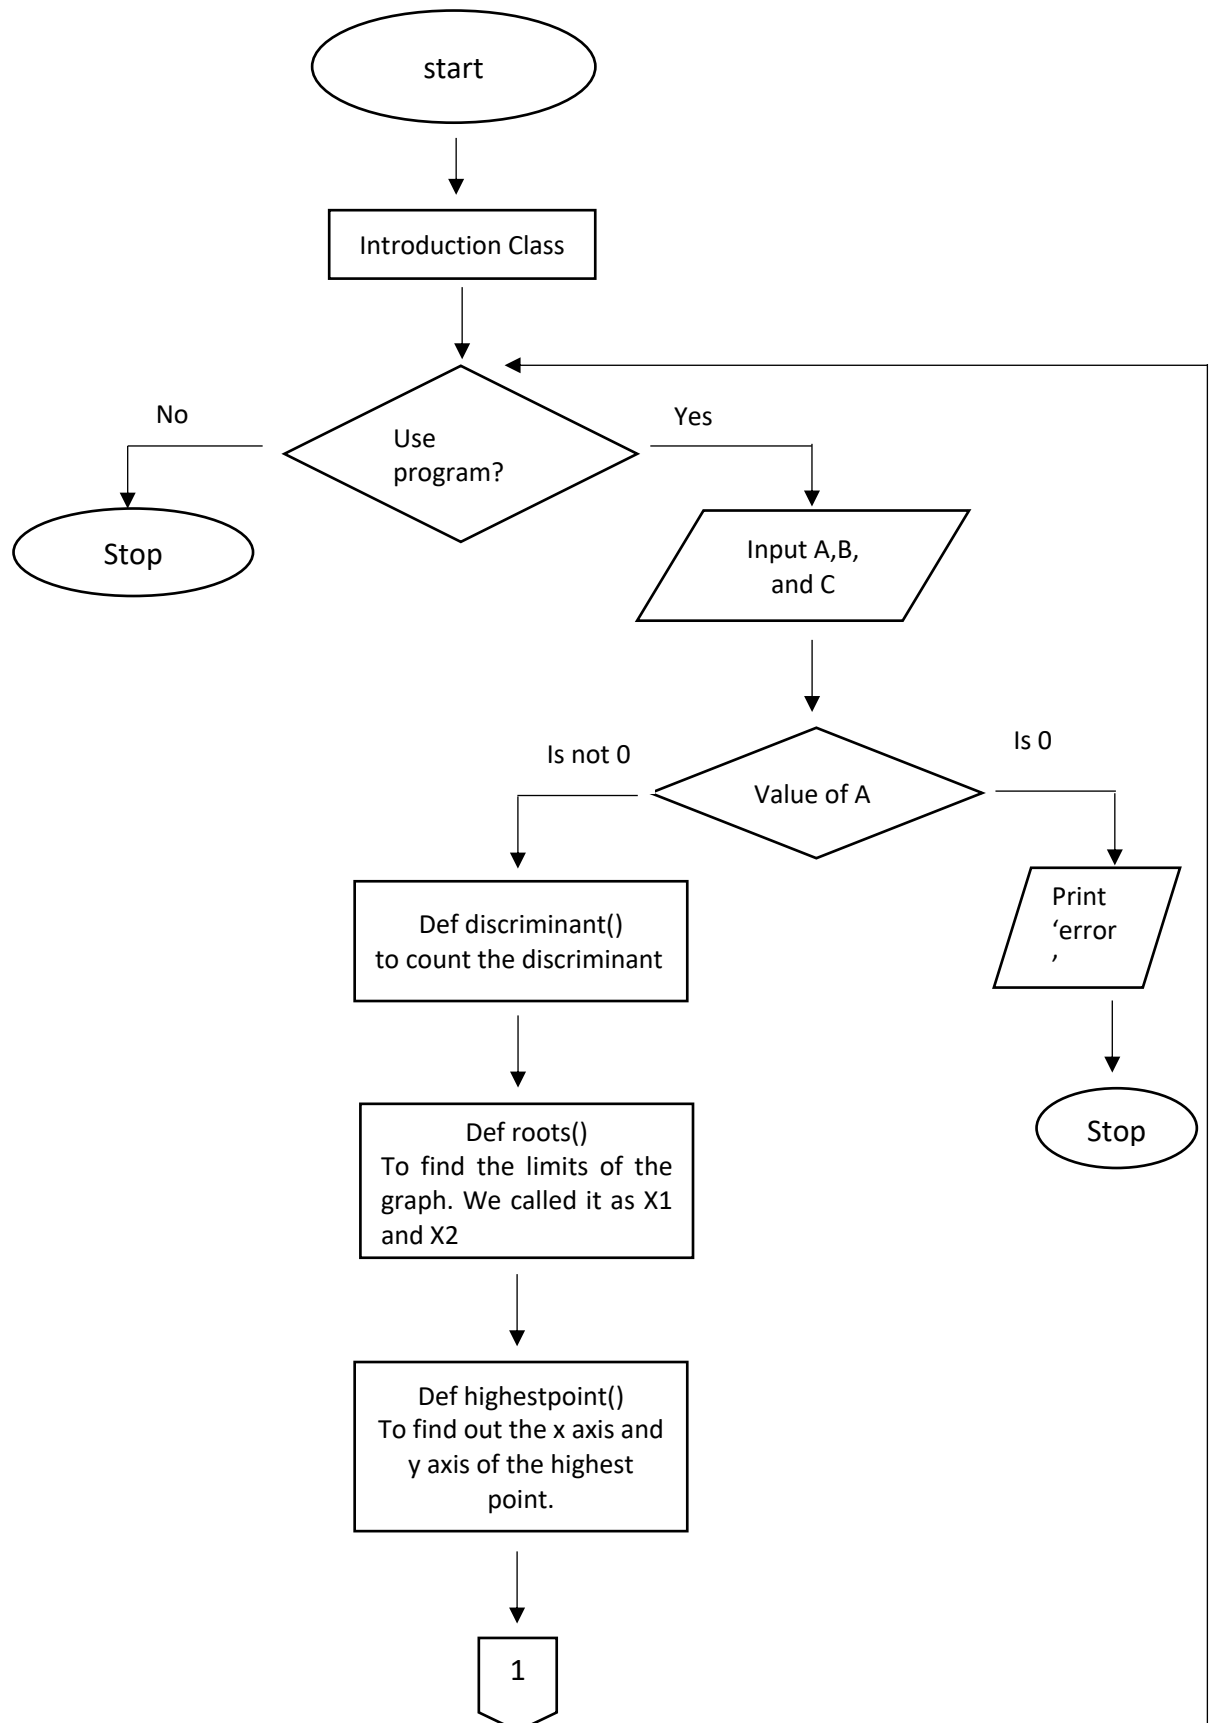 start
Introduction Class
No
Yes
Use
program?
Stop
Input A,B,
and C
Is not 0
Is 0
Value of A
Def discriminant()
to count the discriminant
Print
‘error
’
Def roots()
To find the limits of the
graph. We called it as X1
and X2
Stop
Def highestpoint()
To find out the x axis and
y axis of the highest
point.
1